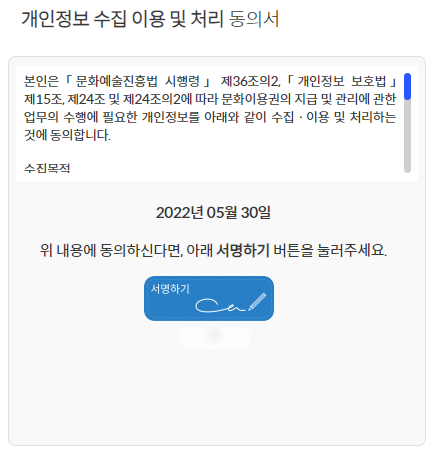 개인정보 수집 이용 및 처리 동의서
본인은 「 문화예술진흥법 시행령 」 제36조의2, 「 개인정보 보호법 」
제15조, 제24조 및 제24조의2에 따라 문화이용권의 지급 및 관리에 관한
업무의 수행에 필요한 개인정보를 아래와 같이 수집 · 이용 및 처리하는
것에 동의합니다.
수집목적
2022년 05월 30일
위 내용에 동의하신다면, 아래 서명하기 버튼을 눌러주세요.
서명하기